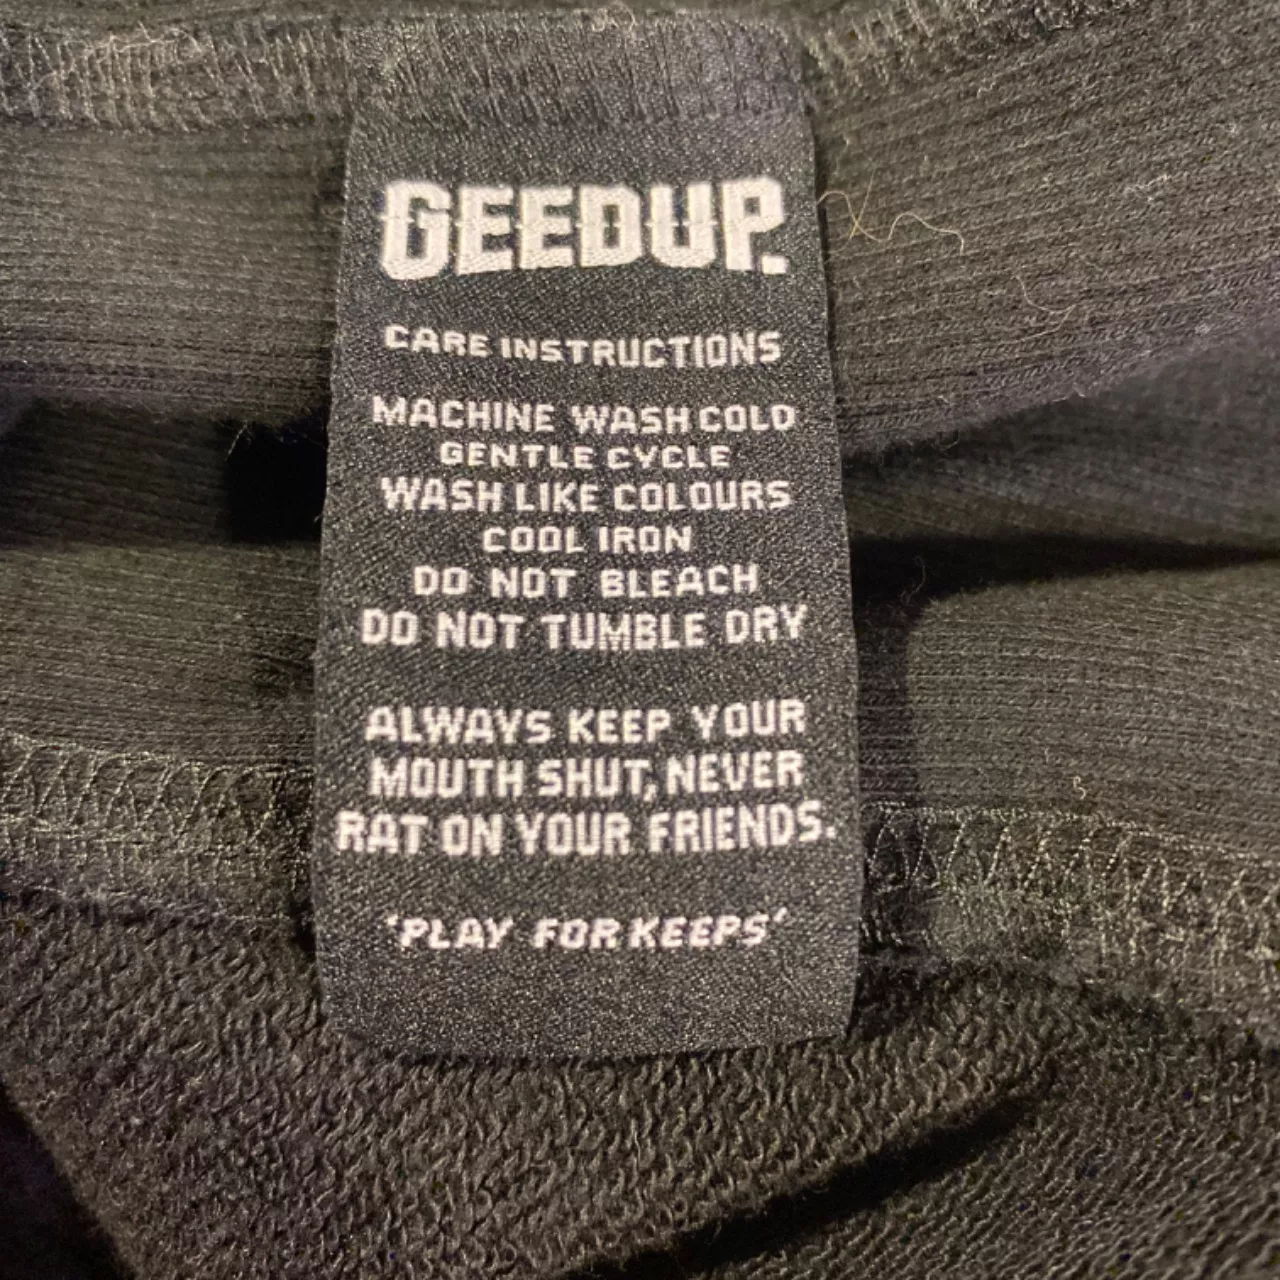 GEEDUP.
CARE INSTRUCTIONS
MACHINE WASH COLD
GENTLE CYCLE
WASH LIKE COLOURS
COOL IRON
DO NOT BLEACH
DO NOT TUMBLE DRY
ALWAYS KEEP YOUR
MOUTH SHUT, NEVER
RAT ON YOUR FRIENDS.
'PLAY FOR KEEPS'